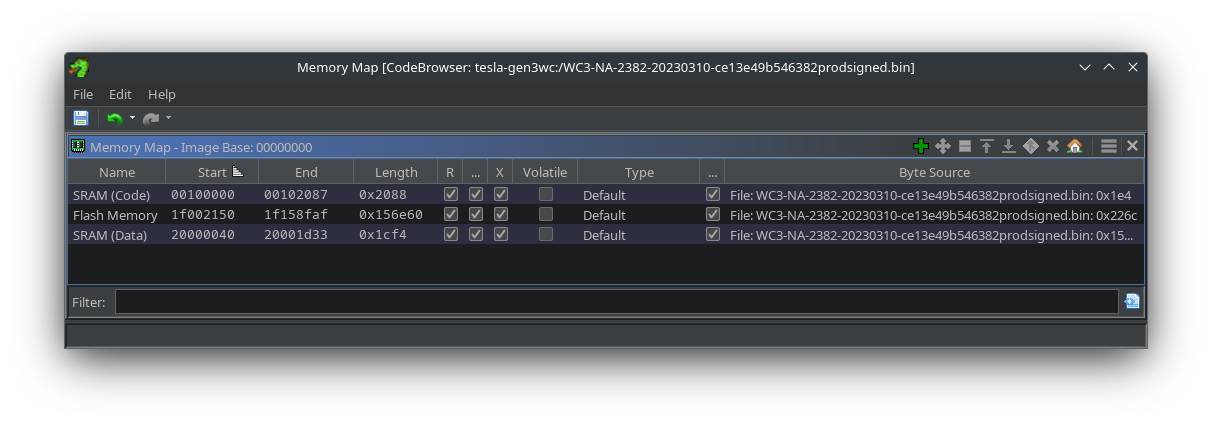 Memory Map [CodeBrowser: tesla-gen3wc:/WC3-NA-2382-20230310-ce13e49b546382prodsigned.bin]
File Edit Help
Memory Map - Image Base: 00000000
Name Start End Length R ... X Volatile Type ... Byte Source
SRAM (Code) 00100000 00102087 0x2088 Default File: WC3-NA-2382-20230310-ce13e49b546382prodsigned.bin: 0x1e4
Flash Memory 1f002150 1f158faf 0x156e60 Default File: WC3-NA-2382-20230310-ce13e49b546382prodsigned.bin: 0x226c
SRAM (Data) 20000040 20001d33 0x1cf4 Default File: WC3-NA-2382-20230310-ce13e49b546382prodsigned.bin: 0x15...
Filter: